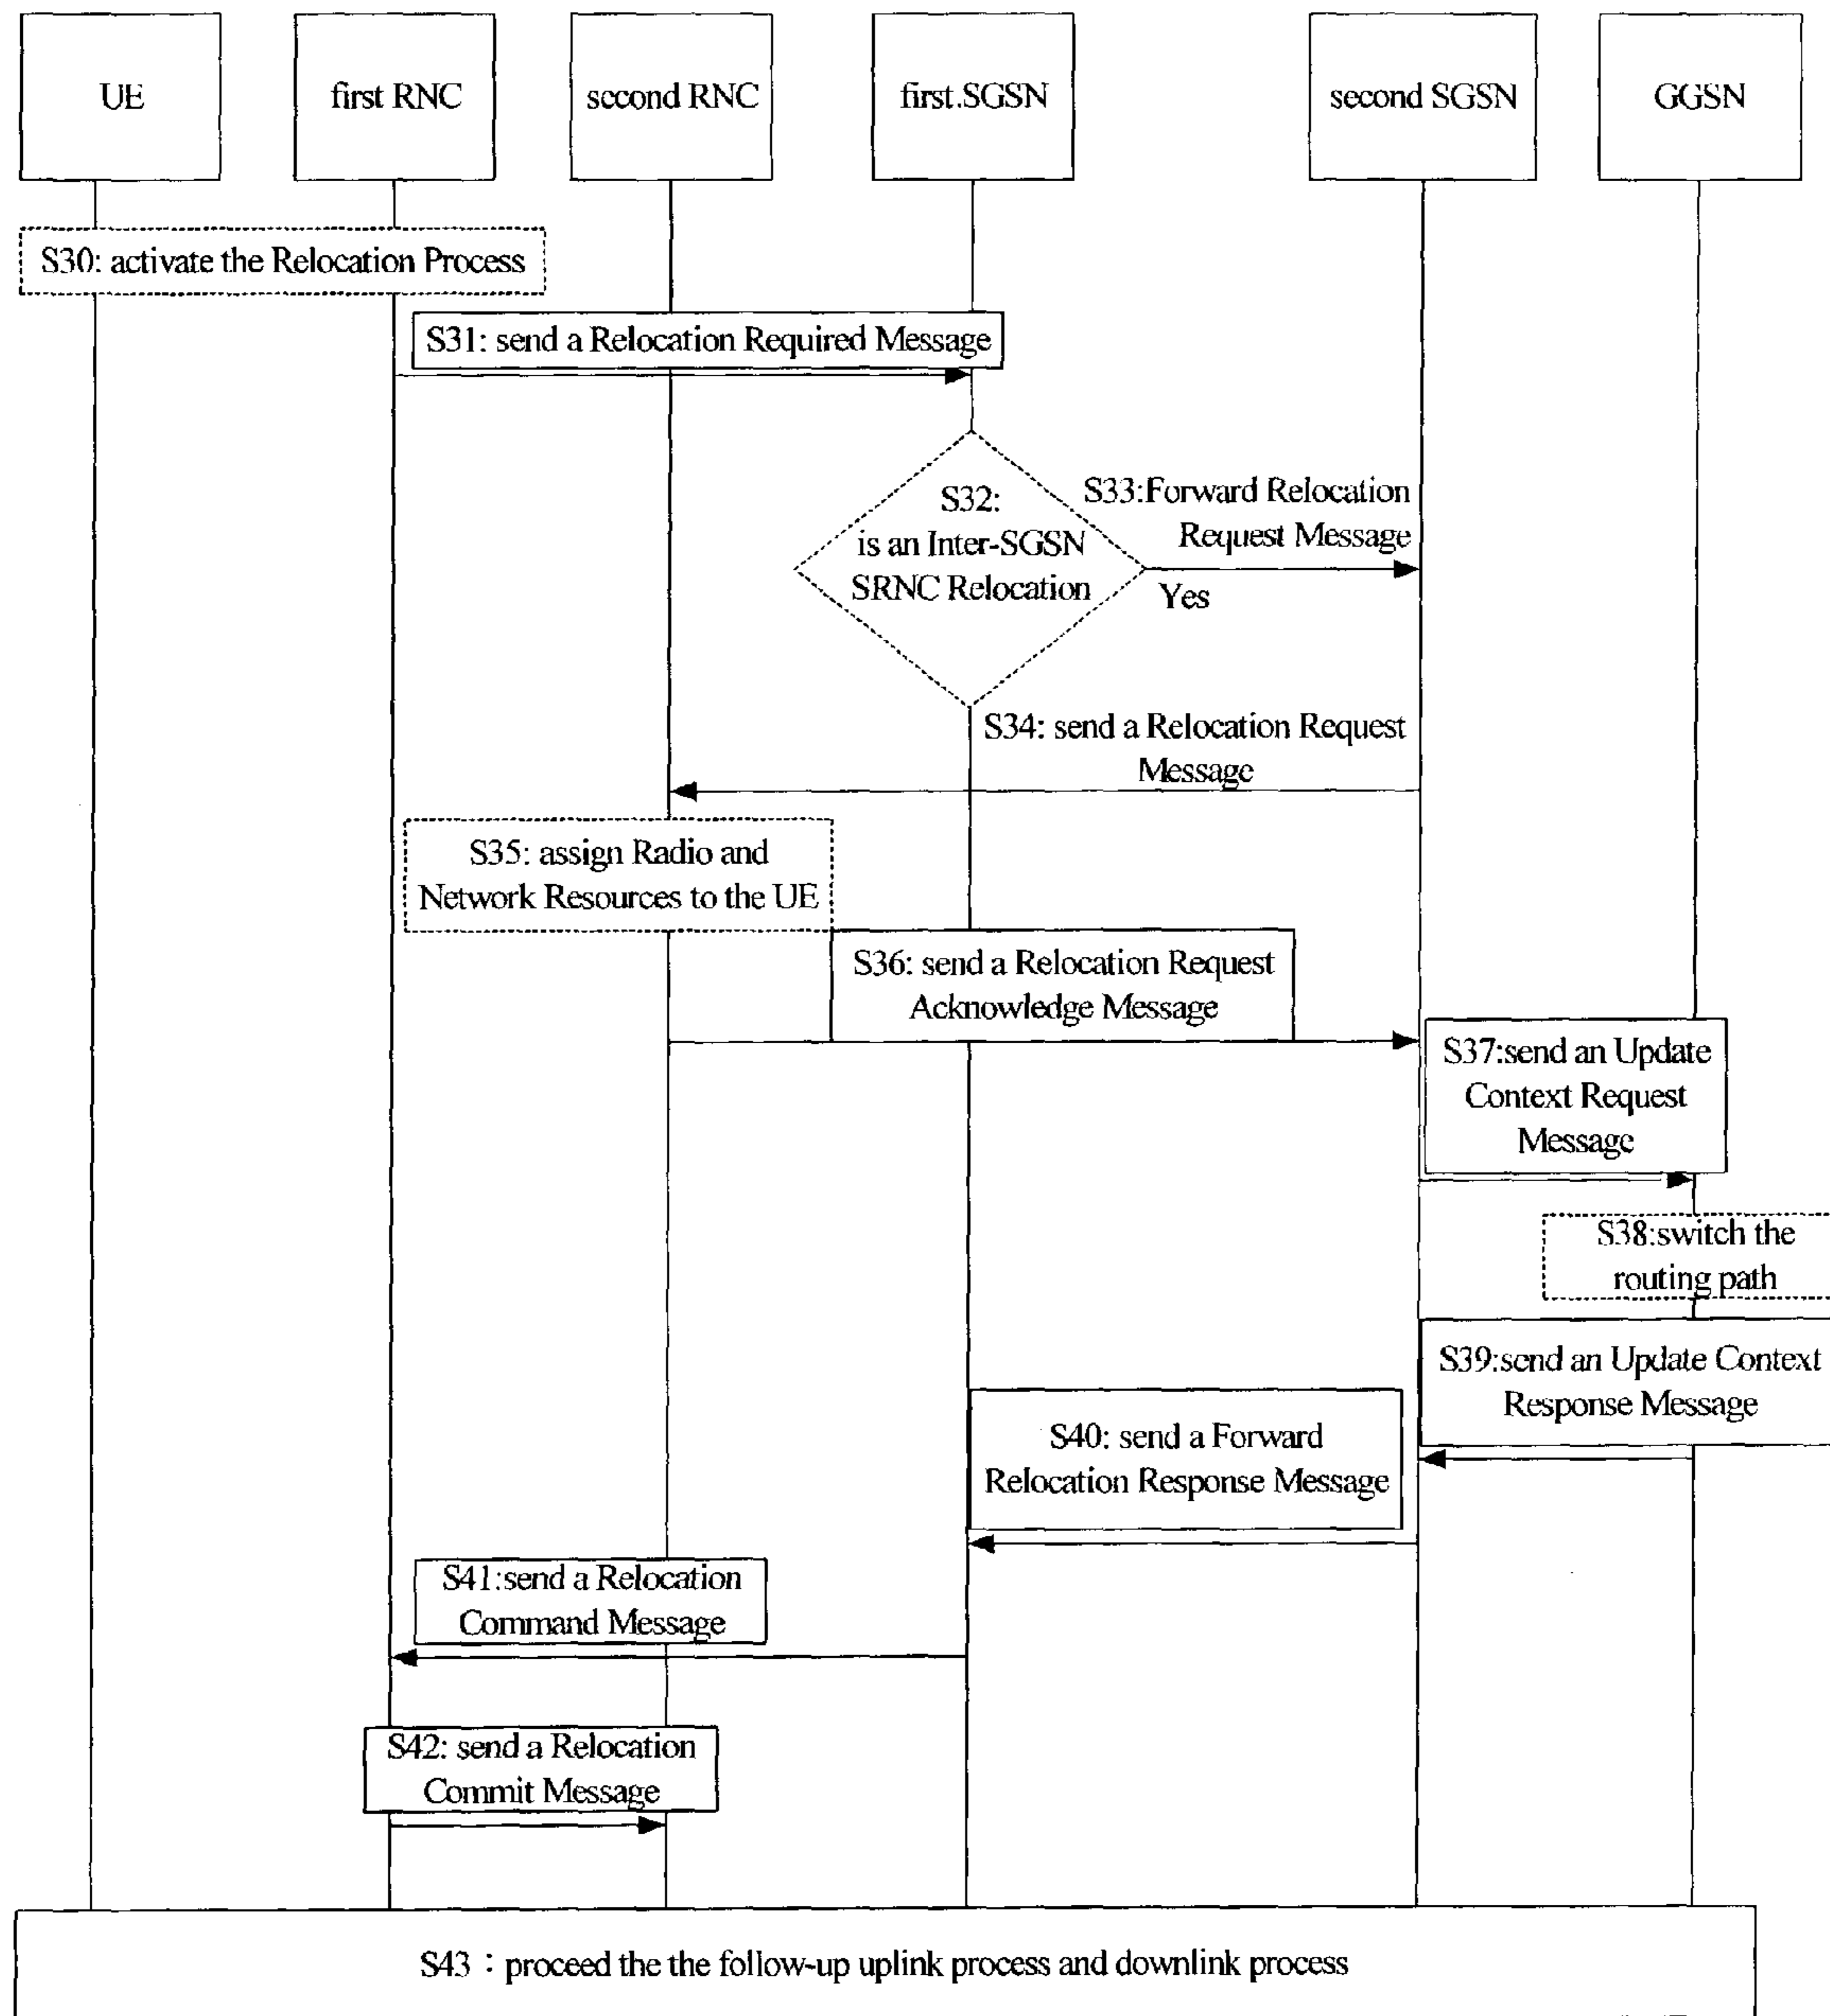 UE
first RNC
second RNC
first.SGSN
second SGSN
GGSN
S30: activate the Relocation Process
S31: send a Relocation Required Message
S32:
is an Inter-SGSN
SRNC Relocation
S33:Forward Relocation
Request Message
Yes
S34: send a Relocation Request
Message
S35: assign Radio and
Network Resources to the UE
S36: send a Relocation Request
Acknowledge Message
S37:send an Update
Context Request
Message
S38:switch the
routing path
S39:send an Update Context
Response Message
S40: send a Forward
Relocation Response Message
S41:send a Relocation
Command Message
S42: send a Relocation
Commit Message
S43：proceed the the follow-up uplink process and downlink process